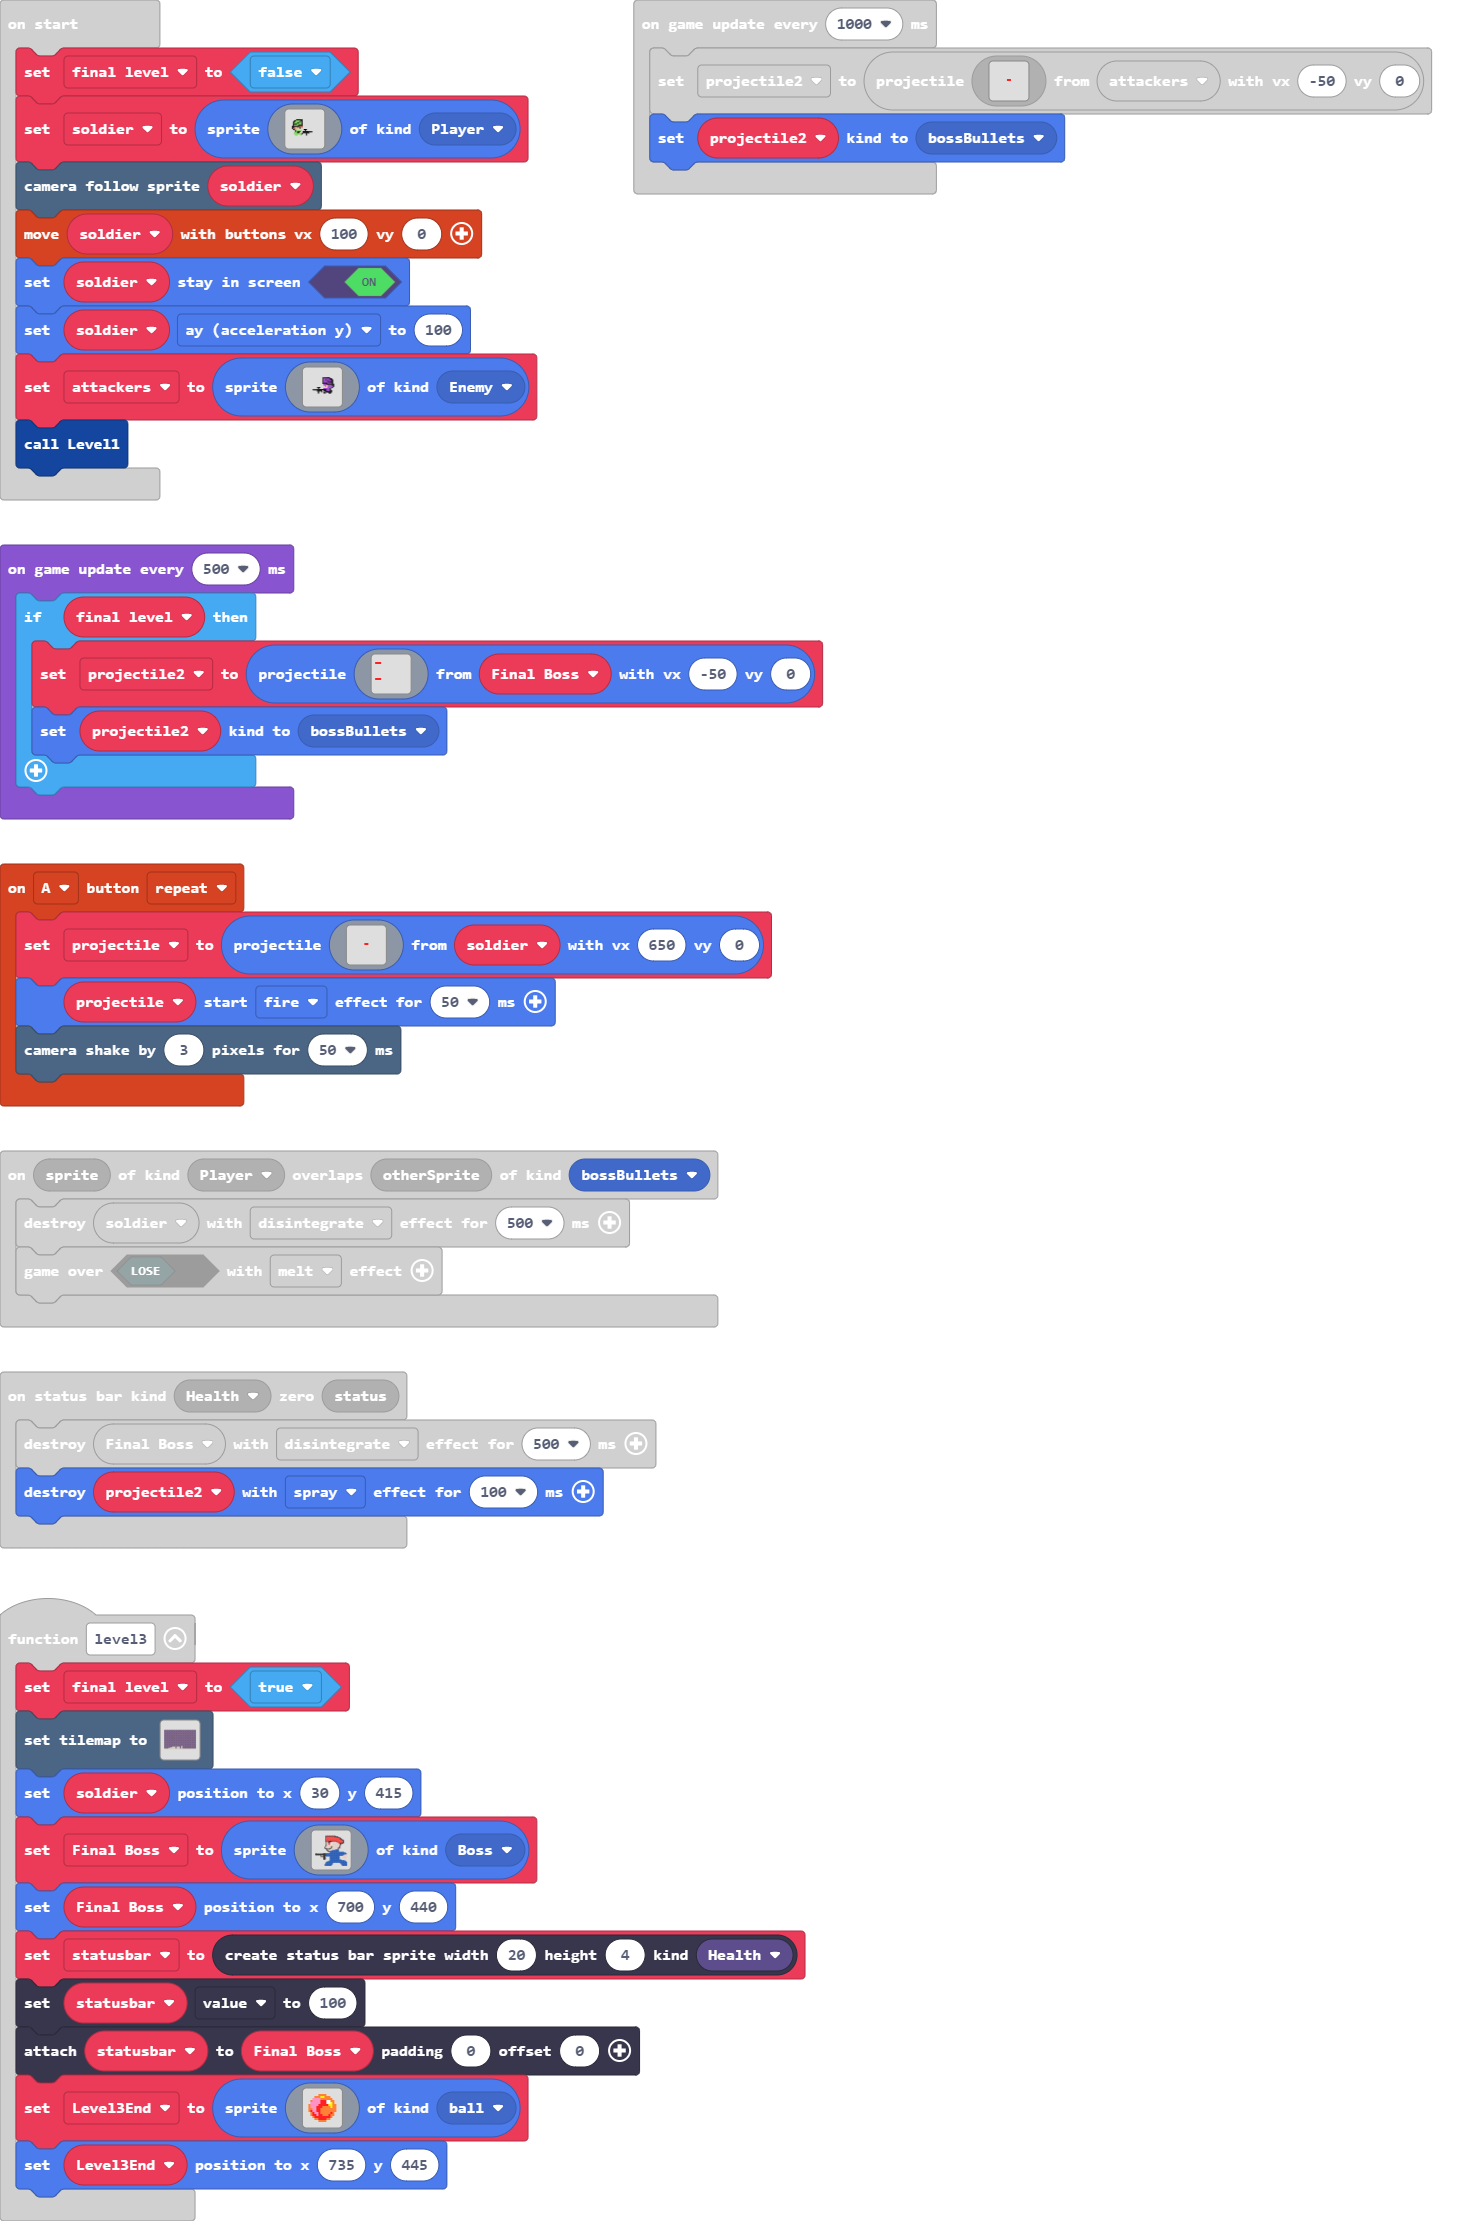 on start
set final level to false
set soldier to sprite of kind Player
camera follow sprite soldier
move soldier with buttons vx 100 vy 0
set soldier stay in screen ON
set soldier ay (acceleration y) to 100
set attackers to sprite of kind Enemy
call Level1
on game update every 1000 ms
set projectile2 to projectile from attackers with vx -50 vy 0
set projectile2 kind to bossBullets
on game update every 500 ms
if final level then
set projectile2 to projectile from Final Boss with vx -50 vy 0
set projectile2 kind to bossBullets
on A button repeat
set projectile to projectile from soldier with vx 650 vy 0
projectile start fire effect for 50 ms
camera shake by 3 pixels for 50 ms
on sprite of kind Player overlaps otherSprite of kind bossBullets
destroy soldier with disintegrate effect for 500 ms
game over LOSE with melt effect
on status bar kind Health zero status
destroy Final Boss with disintegrate effect for 500 ms
destroy projectile2 with spray effect for 100 ms
function level3
set final level to true
set tilemap to
set soldier position to x 30 y 415
set Final Boss to sprite of kind Boss
set Final Boss position to x 700 y 440
set statusbar to create status bar sprite width 20 height 4 kind Health
set statusbar value to 100
attach statusbar to Final Boss padding 0 offset 0
set Level3End to sprite of kind ball
set Level3End position to x 735 y 445